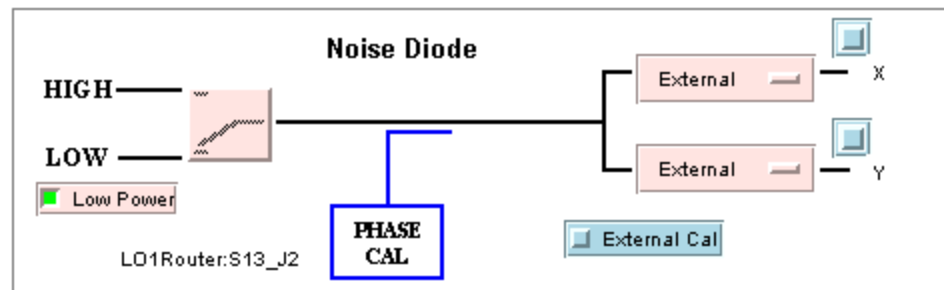 Noise Diode
HIGH
LOW
Low Power
External
X
External
Y
PHASE
CAL
External Cal
LO1Router:S13_J2